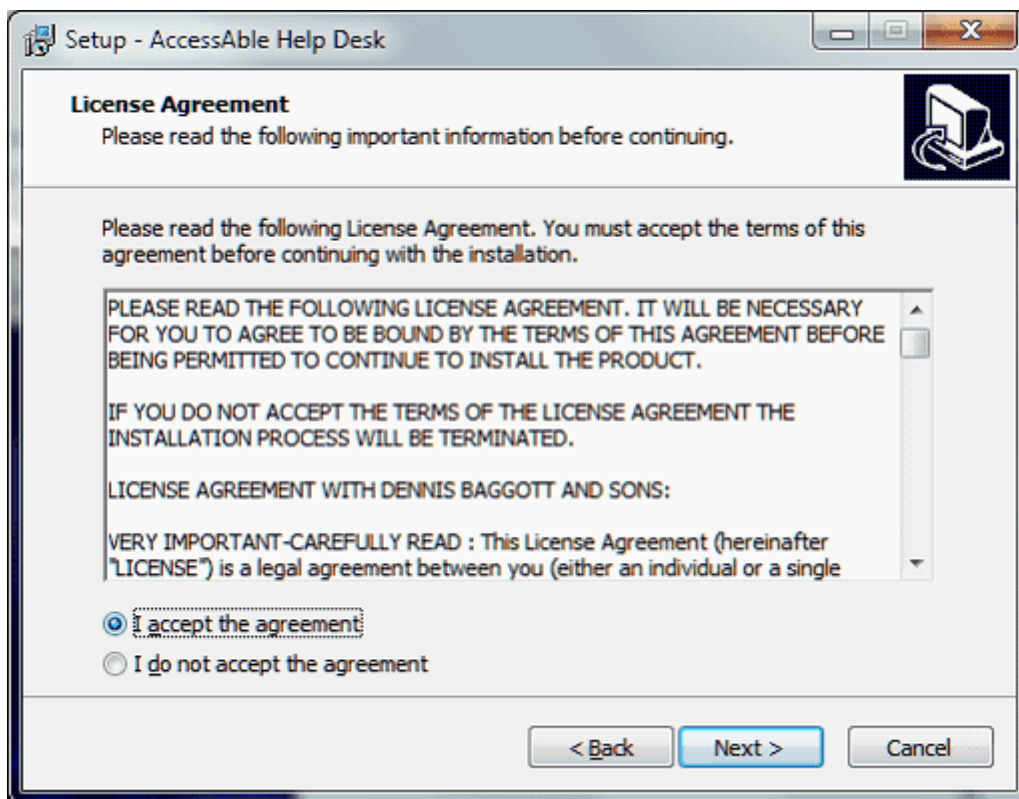 Setup - AccessAble Help Desk
License Agreement
Please read the following important information before continuing.
Please read the following License Agreement. You must accept the terms of this
agreement before continuing with the installation.
PLEASE READ THE FOLLOWING LICENSE AGREEMENT. IT WILL BE NECESSARY
FOR YOU TO AGREE TO BE BOUND BY THE TERMS OF THIS AGREEMENT BEFORE
BEING PERMITTED TO CONTINUE TO INSTALL THE PRODUCT.
IF YOU DO NOT ACCEPT THE TERMS OF THE LICENSE AGREEMENT THE
INSTALLATION PROCESS WILL BE TERMINATED.
LICENSE AGREEMENT WITH DENNIS BAGGOTT AND SONS:
VERY IMPORTANT-CAREFULLY READ : This License Agreement (hereinafter
"LICENSE") is a legal agreement between you (either an individual or a single
I accept the agreement
I do not accept the agreement
< Back
Next >
Cancel